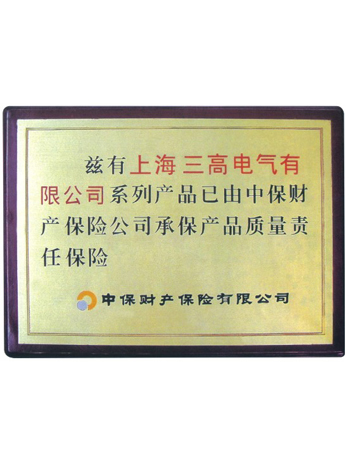 兹有上海三高电气有
限公司系列产品已由中保财
产保险公司承保产品质量责
任保险
中保财产保险有限公司